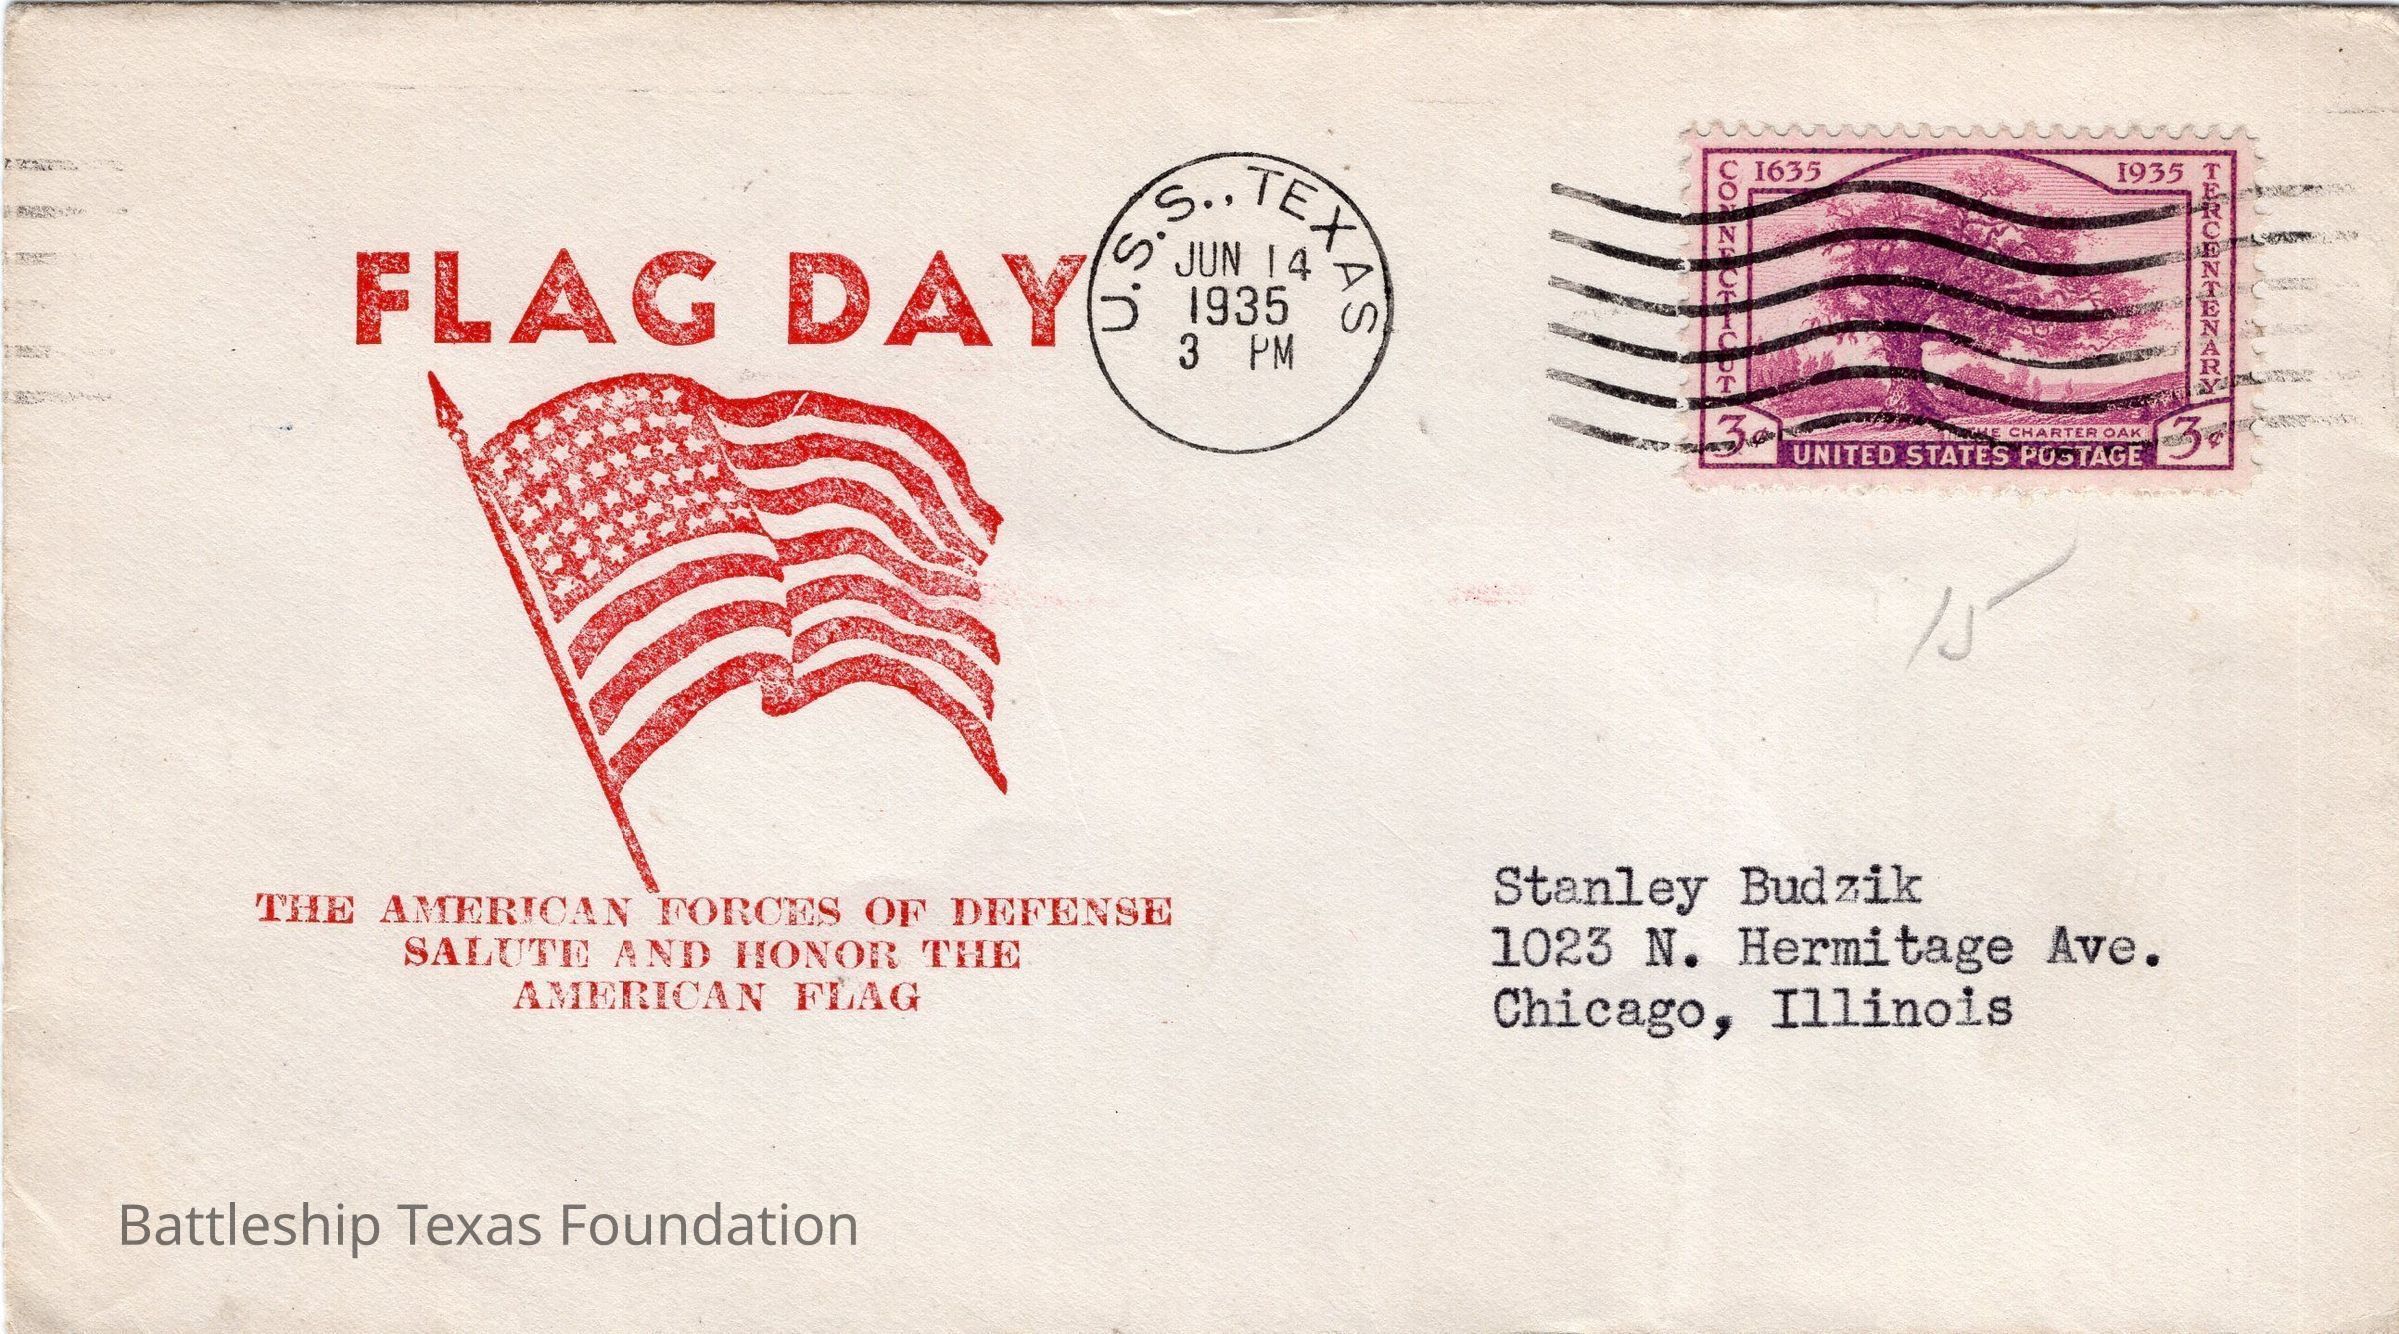 FLAG DAY
U.S.S., TEXAS
JUN 14
1935
3 PM
1635 1935
CONNECTICUT
TERCENTENARY
THE CHARTER OAK
3¢ UNITED STATES POSTAGE 3¢
15
THE AMERICAN FORCES OF DEFENSE
SALUTE AND HONOR THE
AMERICAN FLAG
Stanley Budzik
1023 N. Hermitage Ave.
Chicago, Illinois
Battleship Texas Foundation